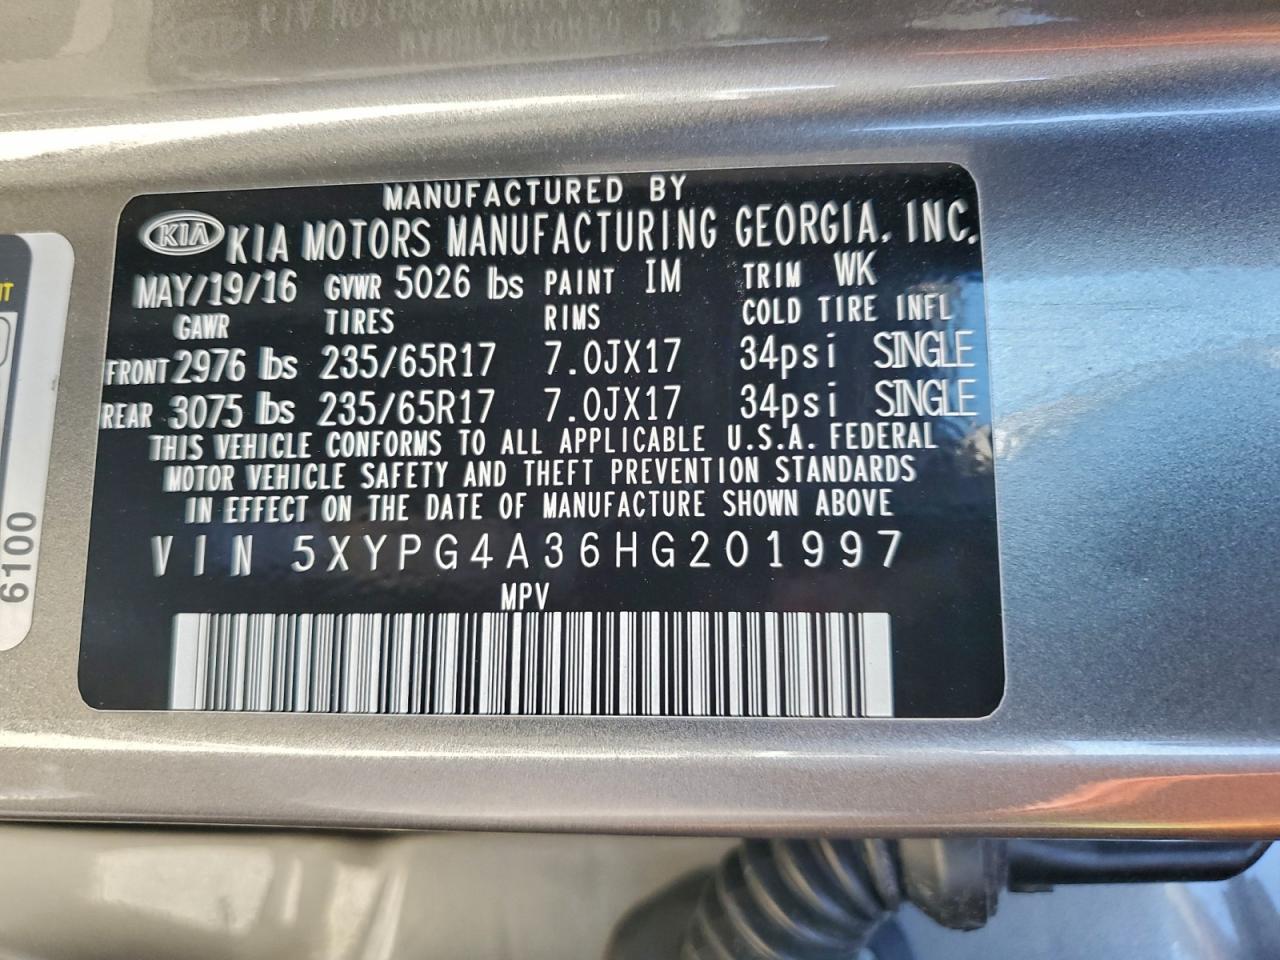 MANUFACTURED BY
KIA KIA MOTORS MANUFACTURING GEORGIA, INC.
MAY/19/16 GVWR 5026 lbs PAINT IM TRIM WK
GAWR TIRES RIMS COLD TIRE INFL
FRONT 2976 lbs 235/65R17 7.0JX17 34psi SINGLE
REAR 3075 lbs 235/65R17 7.0JX17 34psi SINGLE
THIS VEHICLE CONFORMS TO ALL APPLICABLE U.S.A. FEDERAL
MOTOR VEHICLE SAFETY AND THEFT PREVENTION STANDARDS
IN EFFECT ON THE DATE OF MANUFACTURE SHOWN ABOVE
VIN 5XYPG4A36HG201997
MPV
6100